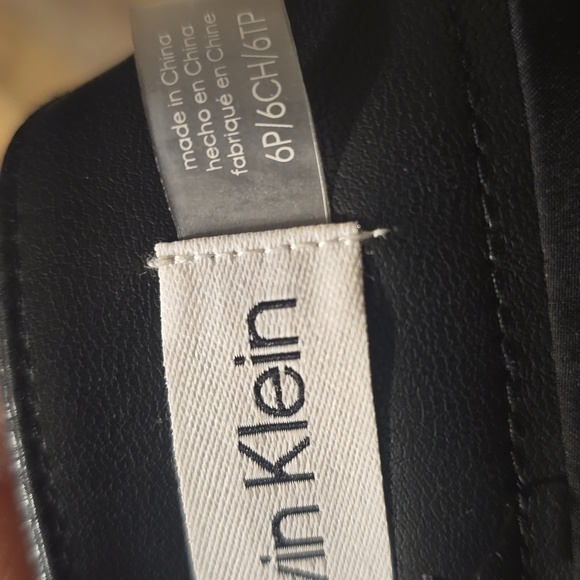 made in China
hecho en China
fabriqué en Chine
6P/6CH/6TP
vin Klein